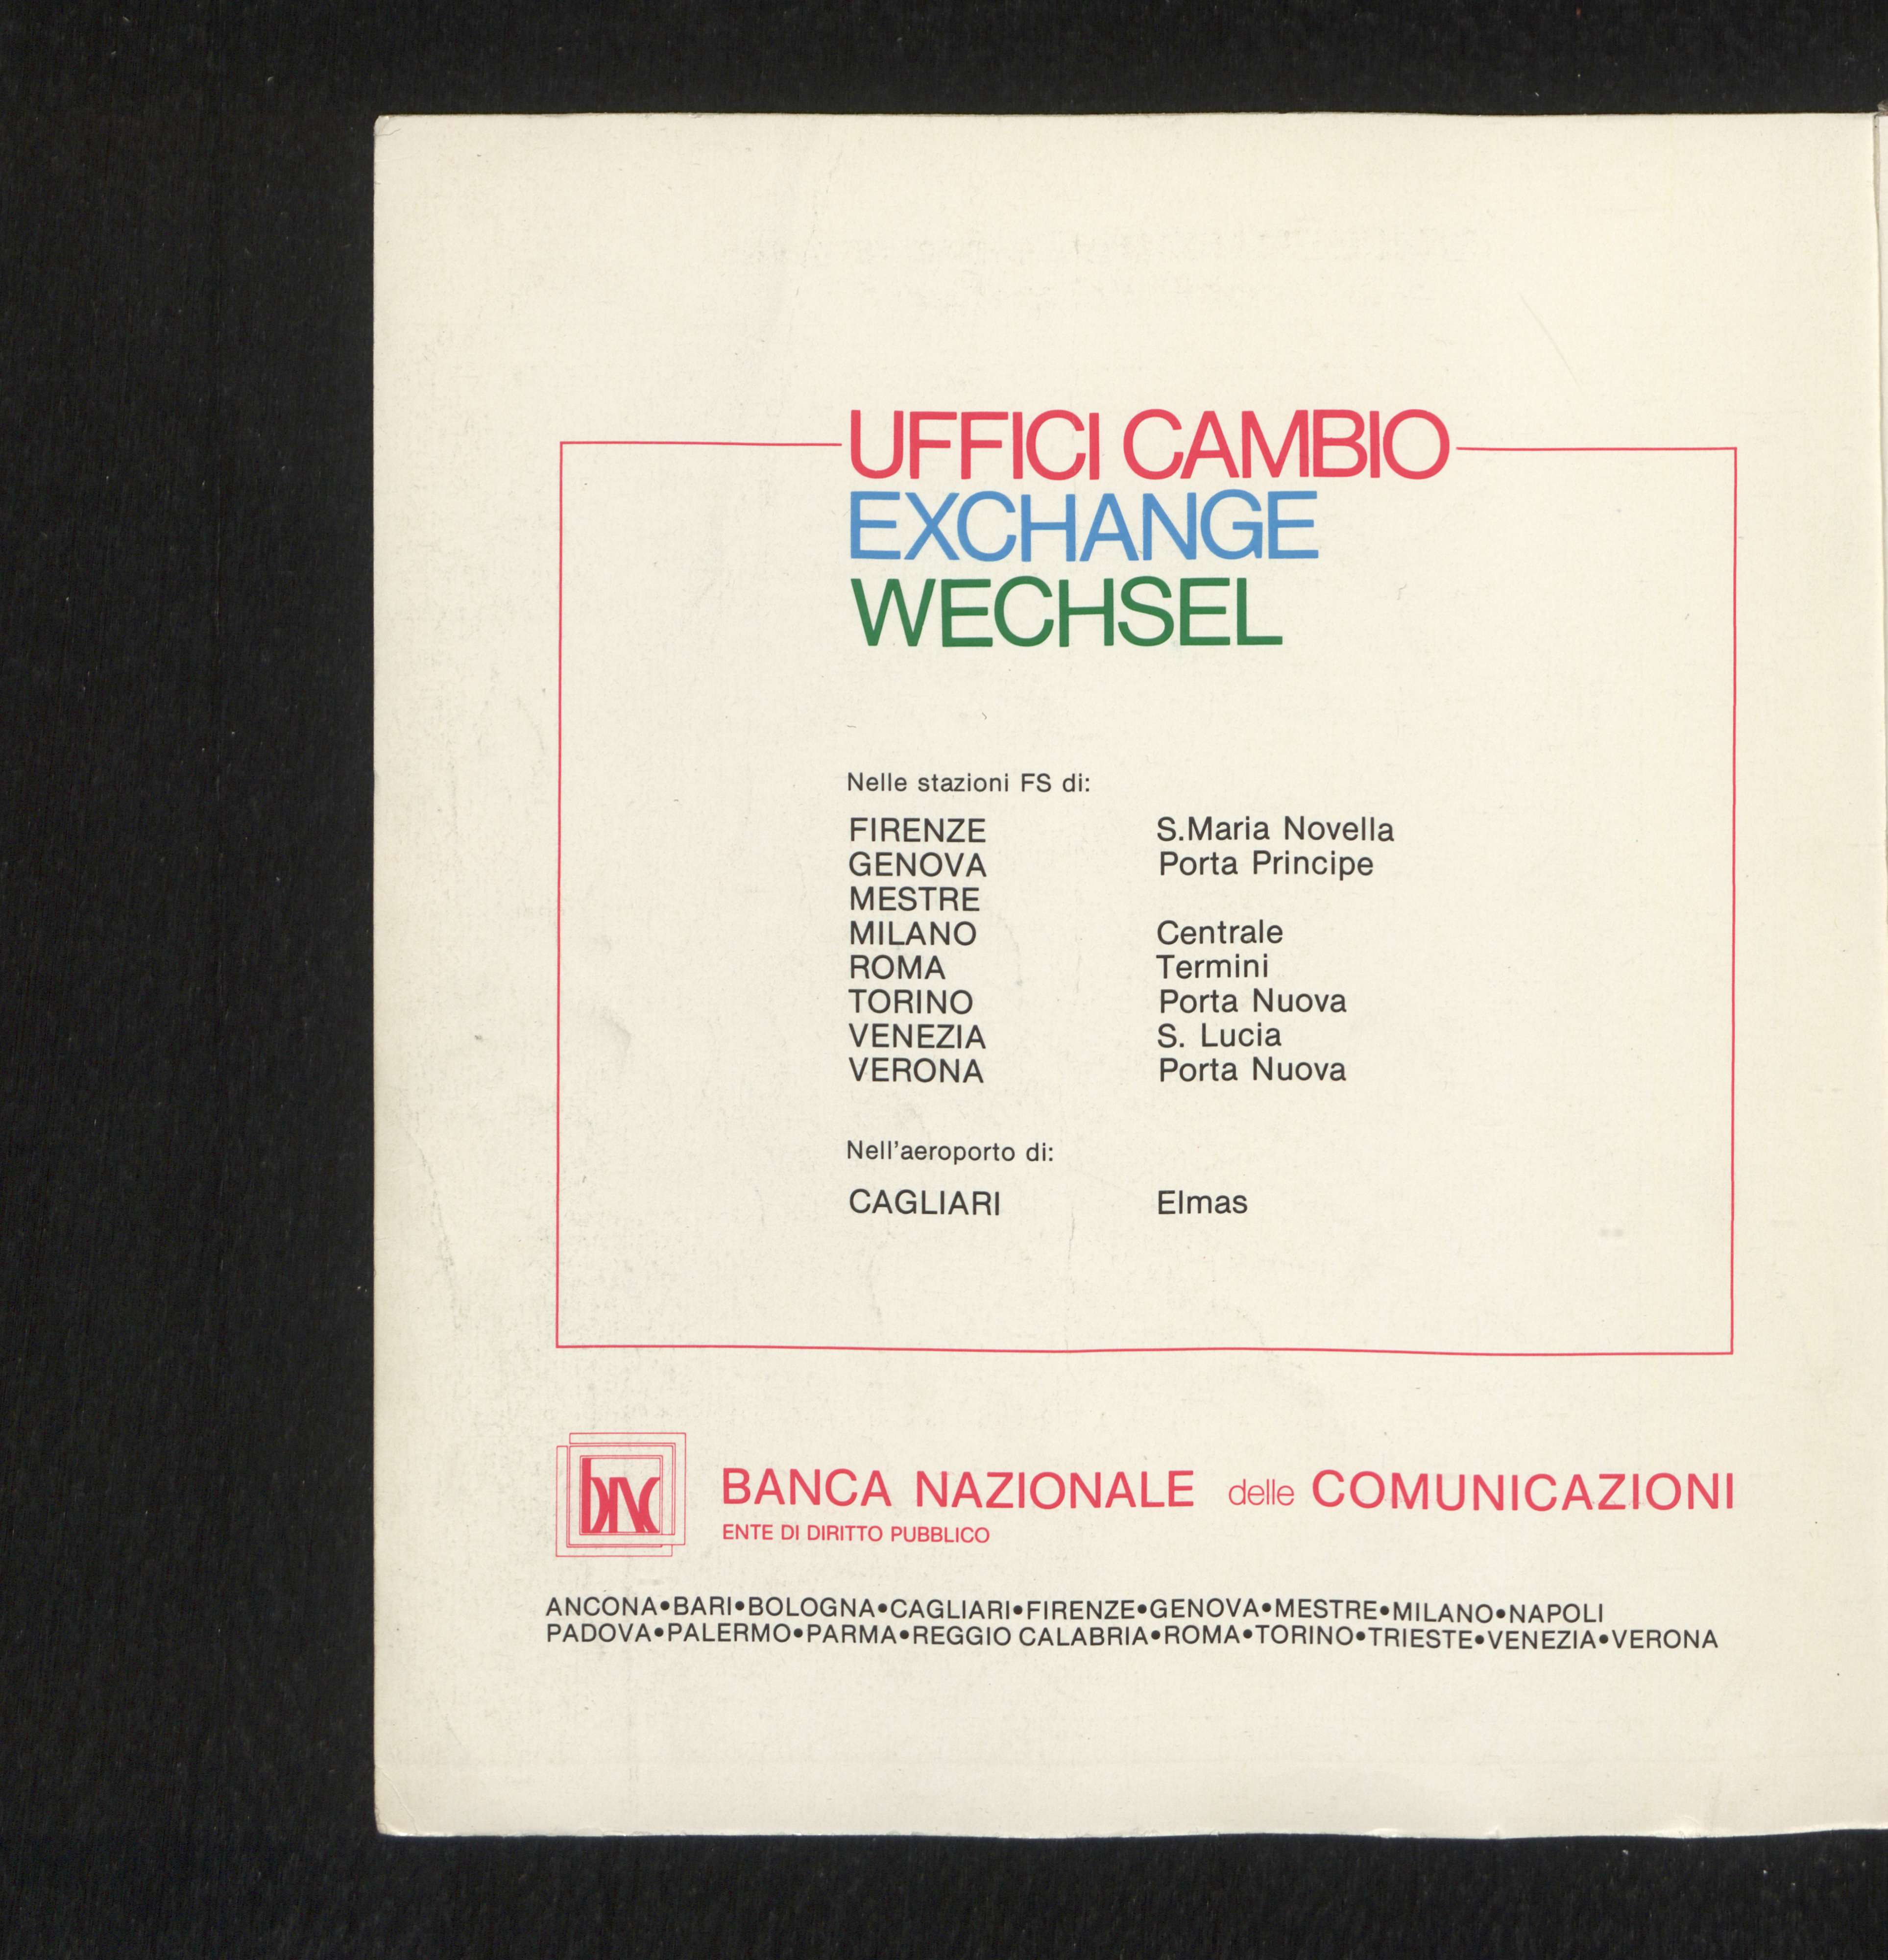 UFFICI CAMBIO
EXCHANGE
WECHSEL
Nelle stazioni FS di:
FIRENZE S.Maria Novella
GENOVA Porta Principe
MESTRE
MILANO Centrale
ROMA Termini
TORINO Porta Nuova
VENEZIA S. Lucia
VERONA Porta Nuova
Nell'aeroporto di:
CAGLIARI Elmas
bnc
BANCA NAZIONALE delle COMUNICAZIONI
ENTE DI DIRITTO PUBBLICO
ANCONA•BARI•BOLOGNA•CAGLIARI•FIRENZE•GENOVA•MESTRE•MILANO•NAPOLI
PADOVA•PALERMO•PARMA•REGGIO CALABRIA•ROMA•TORINO•TRIESTE•VENEZIA•VERONA